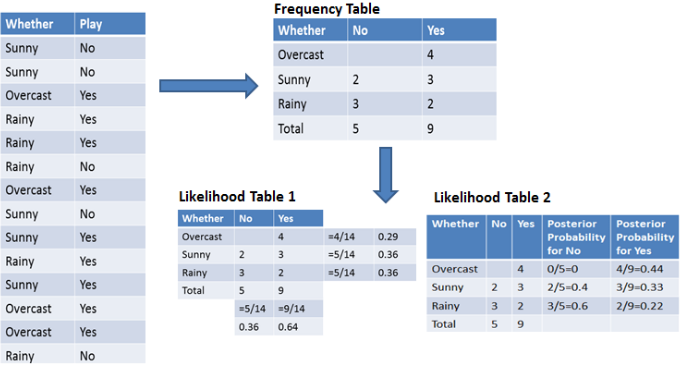 Whether Play
Sunny No
Sunny No
Overcast Yes
Rainy Yes
Rainy Yes
Rainy No
Overcast Yes
Sunny No
Sunny Yes
Rainy Yes
Sunny Yes
Overcast Yes
Overcast Yes
Rainy No
Frequency Table
Whether No Yes
Overcast 4
Sunny 2 3
Rainy 3 2
Total 5 9
Likelihood Table 1
Whether No Yes
Overcast 4 =4/14 0.29
Sunny 2 3 =5/14 0.36
Rainy 3 2 =5/14 0.36
Total 5 9
=5/14 =9/14
0.36 0.64
Likelihood Table 2
Whether No Yes Posterior Posterior
Probability Probability
for No for Yes
Overcast 4 0/5=0 4/9=0.44
Sunny 2 3 2/5=0.4 3/9=0.33
Rainy 3 2 3/5=0.6 2/9=0.22
Total 5 9